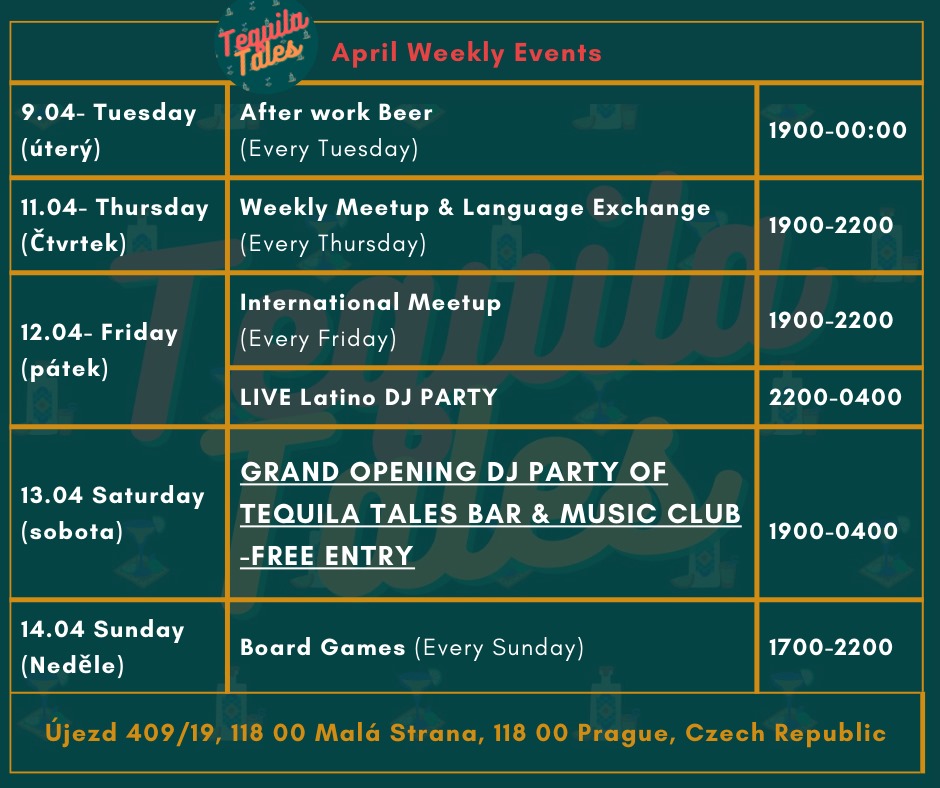 Tequila
Tales
April Weekly Events
9.04- Tuesday
(úterý)
After work Beer
(Every Tuesday)
1900-00:00
11.04- Thursday
(Čtvrtek)
Weekly Meetup & Language Exchange
(Every Thursday)
1900-2200
12.04- Friday
(pátek)
International Meetup
(Every Friday)
1900-2200
LIVE Latino DJ PARTY
2200-0400
13.04 Saturday
(sobota)
GRAND OPENING DJ PARTY OF
TEQUILA TALES BAR & MUSIC CLUB
-FREE ENTRY
1900-0400
14.04 Sunday
(Neděle)
Board Games (Every Sunday)
1700-2200
Újezd 409/19, 118 00 Malá Strana, 118 00 Prague, Czech Republic
Tequila
Tales